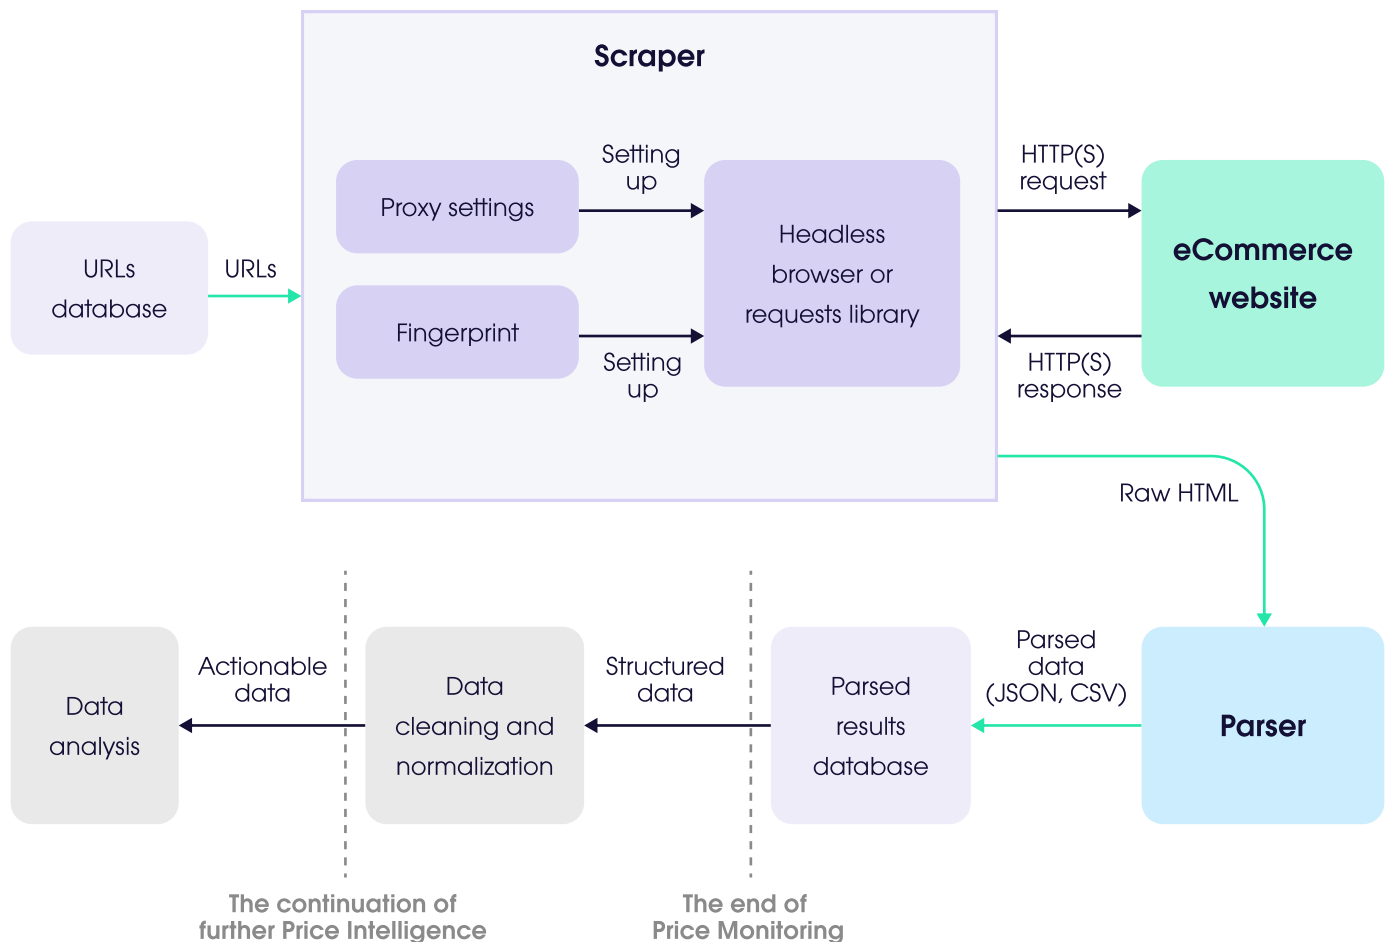 Scraper
URLs
database
URLs
Proxy settings
Setting
up
Fingerprint
Setting
up
Headless
browser or
requests library
HTTP(S)
request
HTTP(S)
response
eCommerce
website
Raw HTML
Parser
Parsed
data
(JSON, CSV)
Parsed
results
database
Structured
data
Data
cleaning and
normalization
Actionable
data
Data
analysis
The continuation of
further Price Intelligence
The end of
Price Monitoring